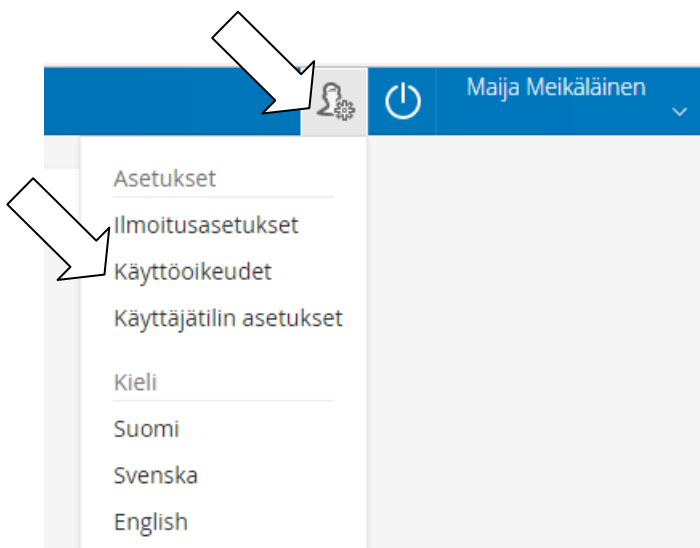 Maija Meikäläinen
Asetukset
Ilmoitusasetukset
Käyttöoikeudet
Käyttäjätilin asetukset
Kieli
Suomi
Svenska
English